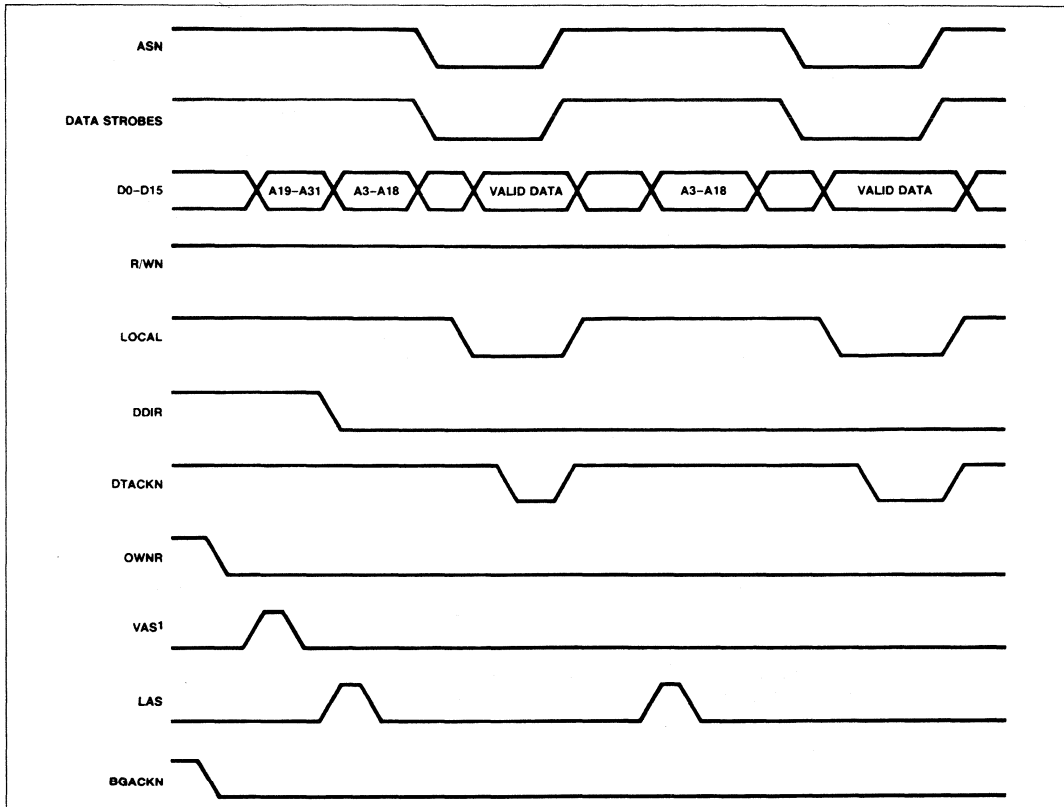 ASN
DATA STROBES
D0–D15 A19–A31 A3–A18 VALID DATA A3–A18 VALID DATA
R/WN
LOCAL
DDIR
DTACKN
OWNR
VAS1
LAS
BGACKN